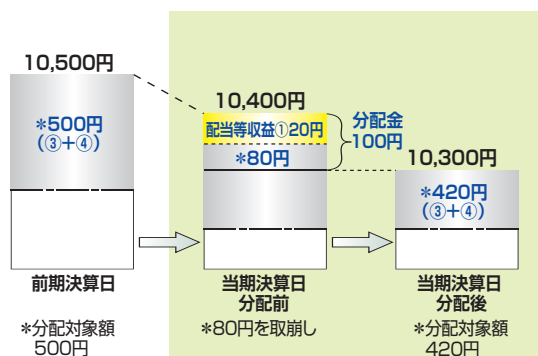 10,500円
*500円
(③+④)
前期決算日
*分配対象額
500円
10,400円
配当等収益①20円
*80円
分配金
100円
当期決算日
分配前
*80円を取崩し
10,300円
*420円
(③+④)
当期決算日
分配後
*分配対象額
420円